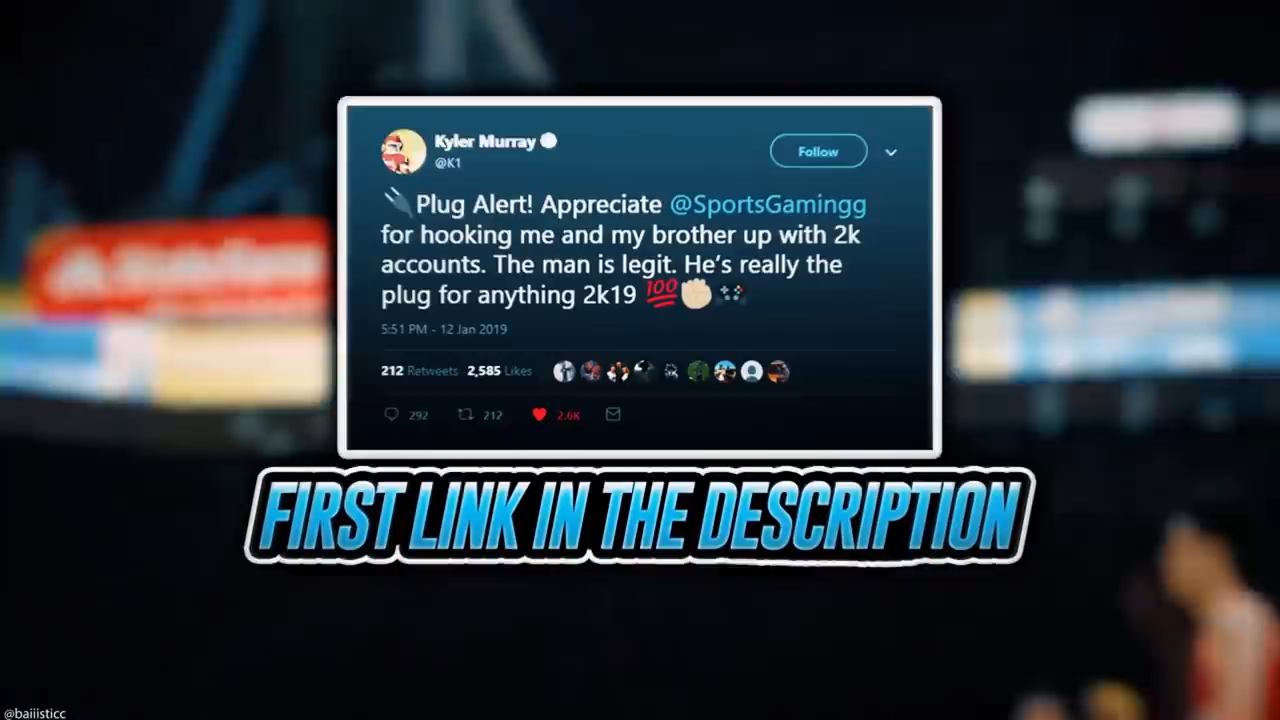 Kyler Murray
@K1
Follow
Plug Alert! Appreciate @SportsGamingg
for hooking me and my brother up with 2k
accounts. The man is legit. He's really the
plug for anything 2k19 💯✊🏼🎮
5:51 PM - 12 Jan 2019
212 Retweets 2,585 Likes
292 212 2.6K
FIRST LINK IN THE DESCRIPTION
@baiiisticc